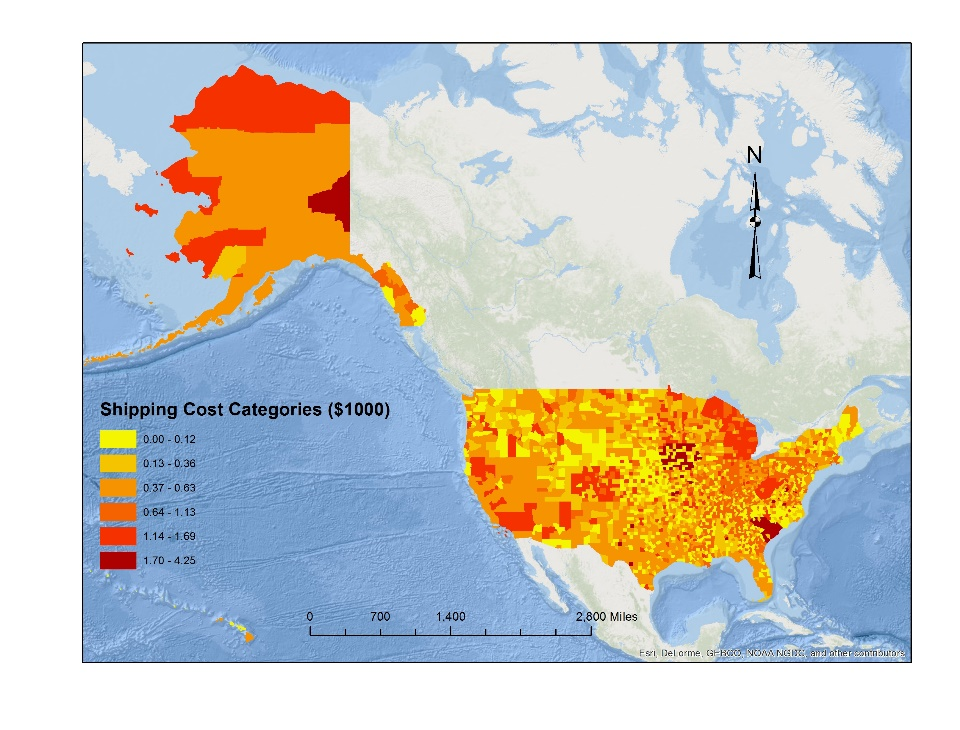 N
Shipping Cost Categories ($1000)
0.00 - 0.12
0.13 - 0.36
0.37 - 0.63
0.64 - 1.13
1.14 - 1.69
1.70 - 4.25
0 700 1,400 2,800 Miles
Esri, DeLorme, GEBCO, NOAA NGDC, and other contributors